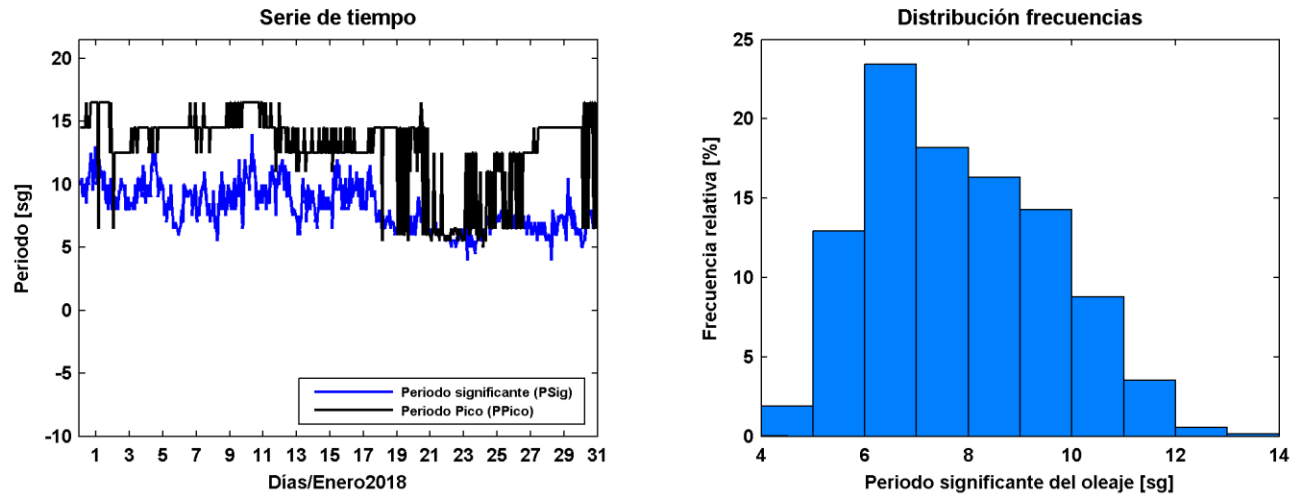 Serie de tiempo
Periodo [sg]
20
15
10
5
0
-5
-10
Periodo significante (PSig)
Periodo Pico (PPico)
1 3 5 7 9 11 13 15 17 19 21 23 25 27 29 31
Días/Enero2018
Distribución frecuencias
Frecuencia relativa [%]
25
20
15
10
5
0
4 6 8 10 12 14
Periodo significante del oleaje [sg]